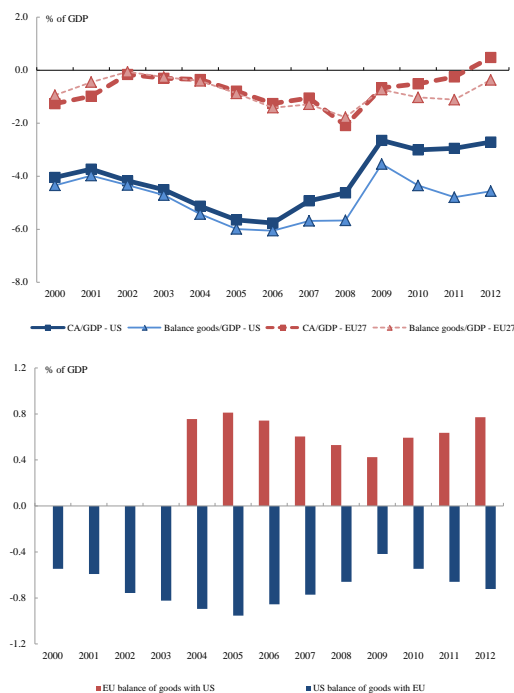 % of GDP
2.0
0.0
-2.0
-4.0
-6.0
-8.0
2000 2001 2002 2003 2004 2005 2006 2007 2008 2009 2010 2011 2012
CA/GDP - US Balance goods/GDP - US CA/GDP - EU27 Balance goods/GDP - EU27
% of GDP
1.2
0.8
0.4
0.0
-0.4
-0.8
-1.2
2000 2001 2002 2003 2004 2005 2006 2007 2008 2009 2010 2011 2012
EU balance of goods with US US balance of goods with EU